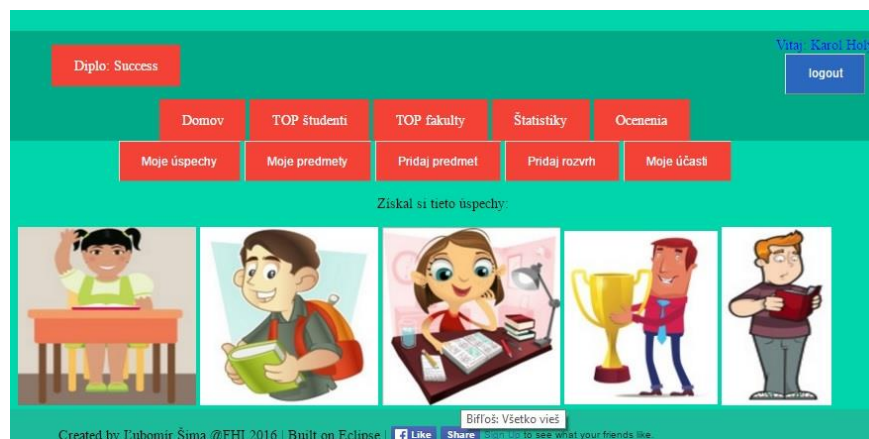 Vitaj: Karol Holy
Diplo: Success
logout
Domov TOP študenti TOP fakulty Štatistiky Ocenenia
Moje úspechy Moje predmety Pridaj predmet Pridaj rozvrh Moje účasti
Získal si tieto úspechy:
Bifľoš: Všetko vieš
Created by Ľubomír Šima @FHI 2016 | Built on Eclipse | Like Share Sign Up to see what your friends like.